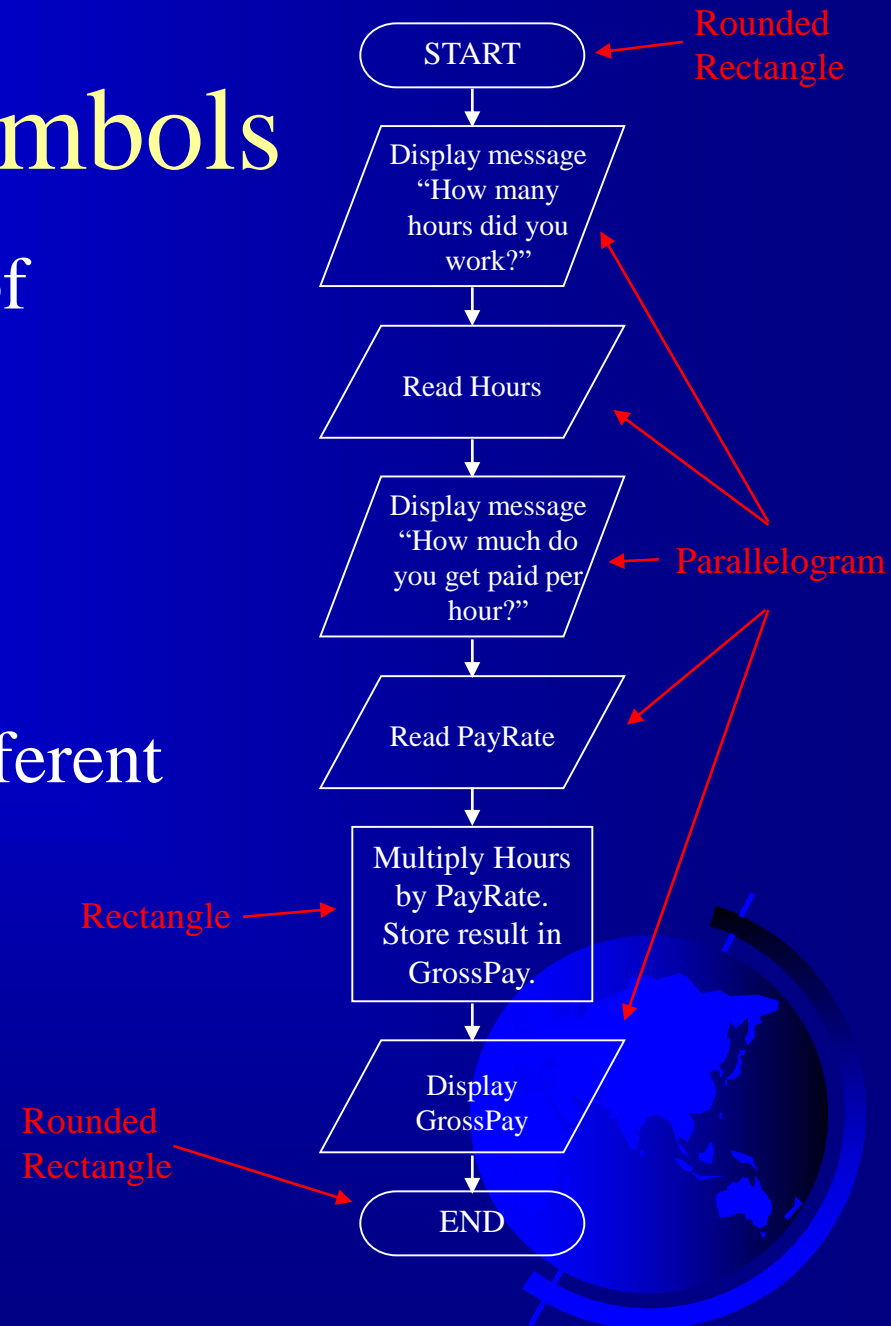 Rounded
Rectangle
START
mbols
Display message
“How many
hours did you
work?”
of
Read Hours
Display message
“How much do
you get paid per
hour?”
Parallelogram
Read PayRate
fferent
Multiply Hours
by PayRate.
Store result in
GrossPay.
Rectangle
Display
GrossPay
Rounded
Rectangle
END